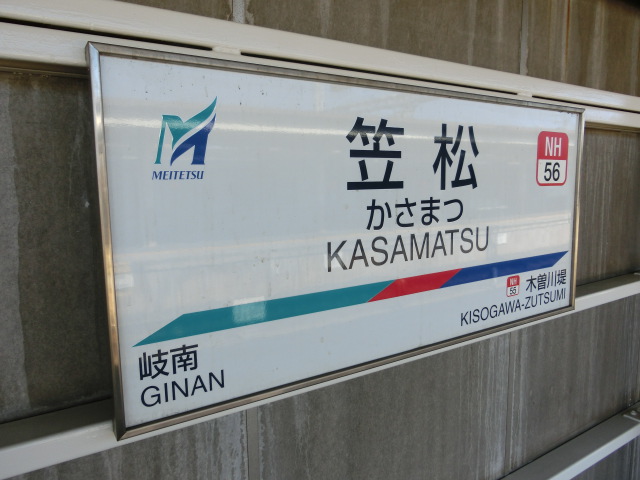 MEITETSU
笠松
かさまつ
KASAMATSU
NH
56
岐南
GINAN
NH
55
木曽川堤
KISOGAWA-ZUTSUMI